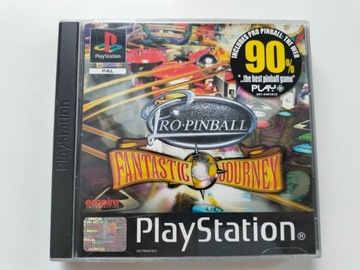 PlayStation
PlayStation
PAL
INCLUDES PRO PINBALL THE WEB
90%
"..the best pinball game"
PLAY
PRO·PINBALL
FANTASTIC JOURNEY
empire
PlayStation®